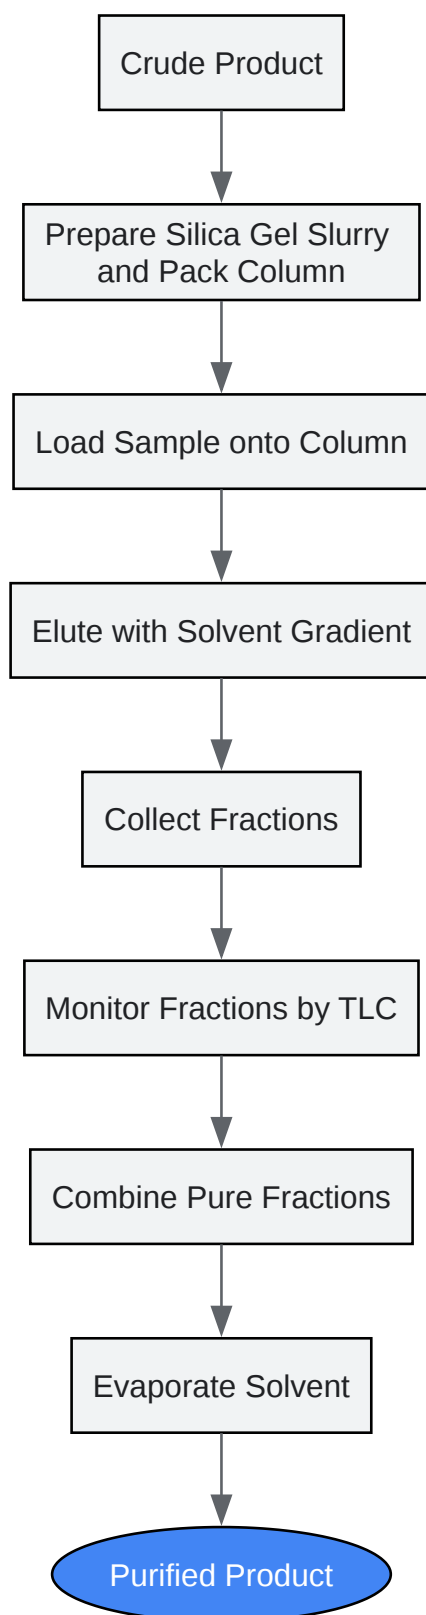 Crude Product
Prepare Silica Gel Slurry
and Pack Column
Load Sample onto Column
Elute with Solvent Gradient
Collect Fractions
Monitor Fractions by TLC
Combine Pure Fractions
Evaporate Solvent
Purified Product